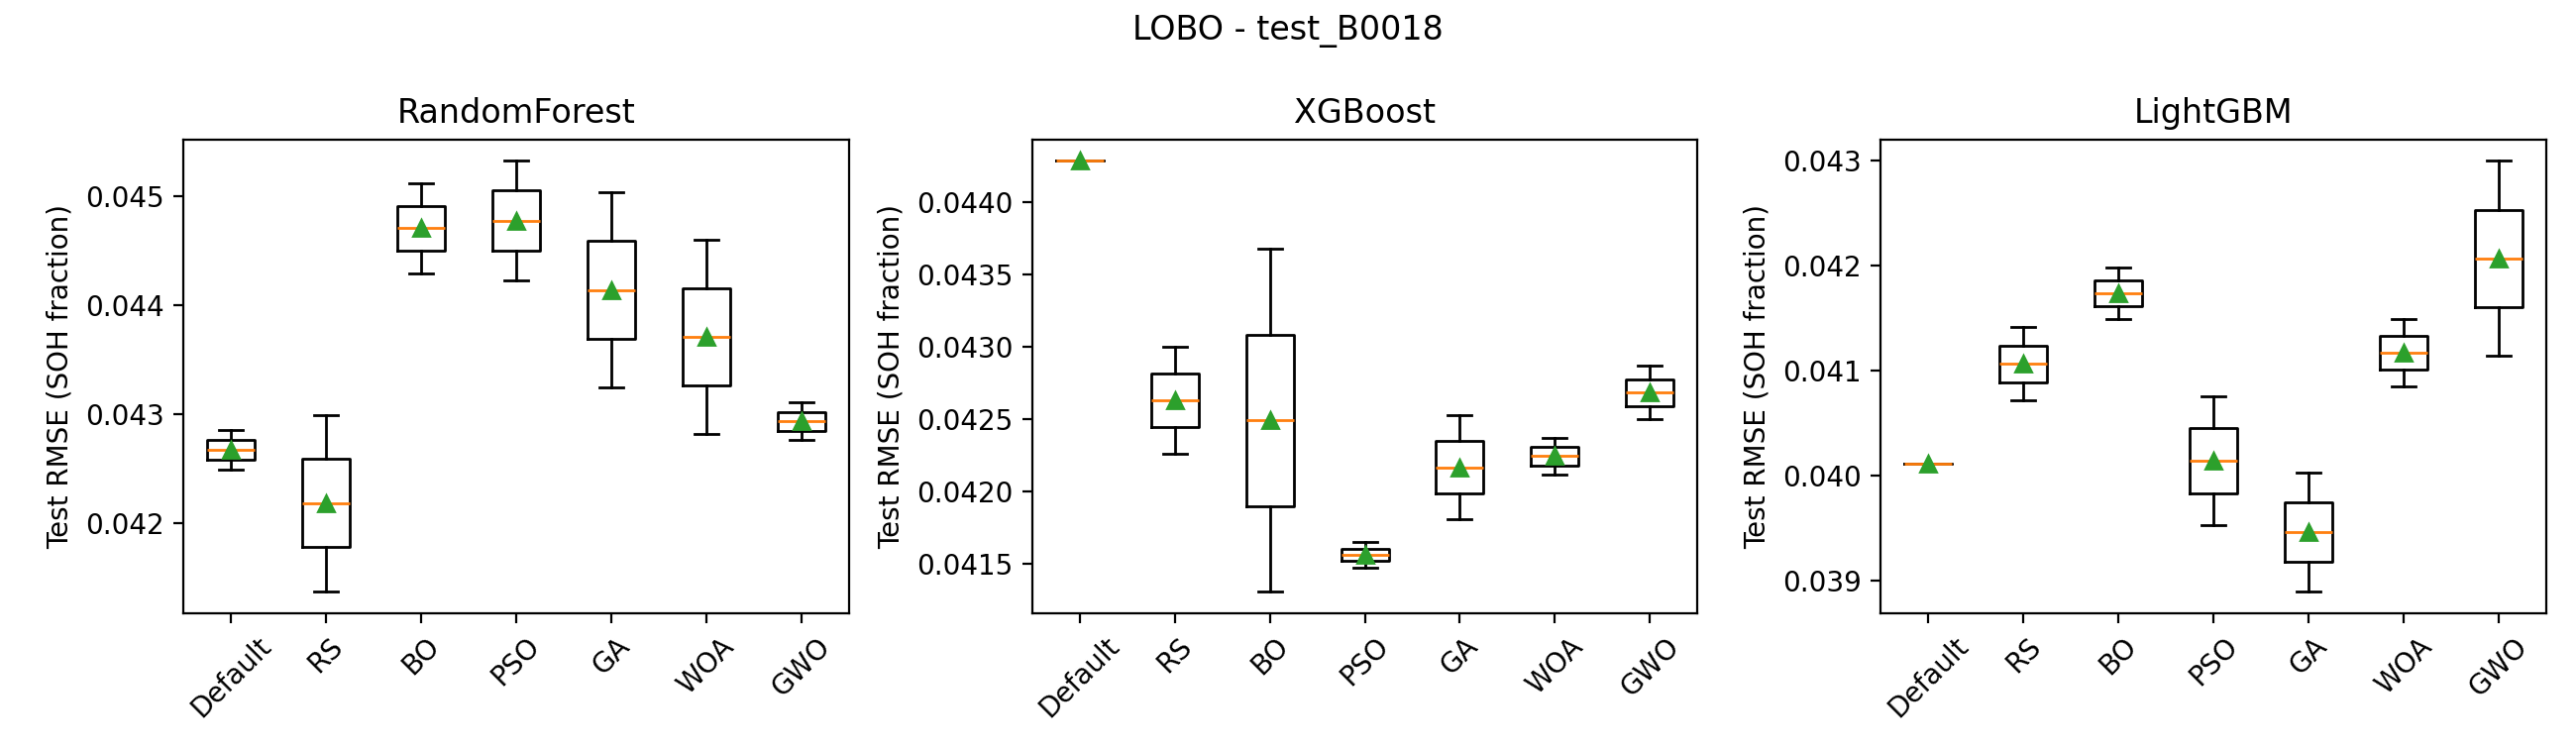 LOBO - test_B0018
RandomForest
Test RMSE (SOH fraction)
0.045
0.044
0.043
0.042
Default
RS
BO
PSO
GA
WOA
GWO
XGBoost
Test RMSE (SOH fraction)
0.0440
0.0435
0.0430
0.0425
0.0420
0.0415
Default
RS
BO
PSO
GA
WOA
GWO
LightGBM
Test RMSE (SOH fraction)
0.043
0.042
0.041
0.040
0.039
Default
RS
BO
PSO
GA
WOA
GWO